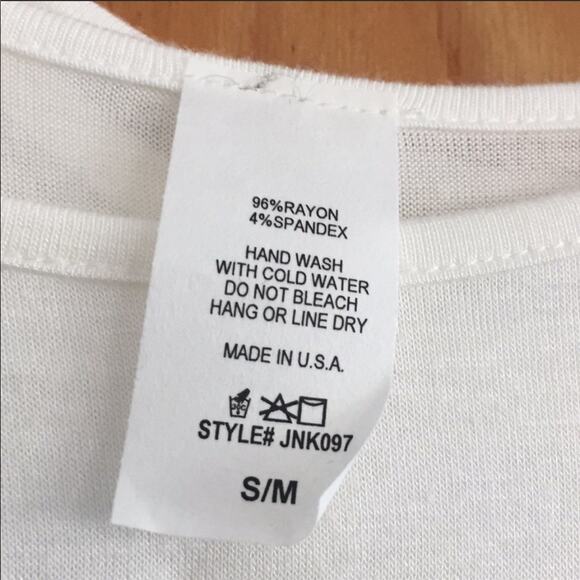 96%RAYON
4%SPANDEX
HAND WASH
WITH COLD WATER
DO NOT BLEACH
HANG OR LINE DRY
MADE IN U.S.A.
STYLE# JNK097
S/M